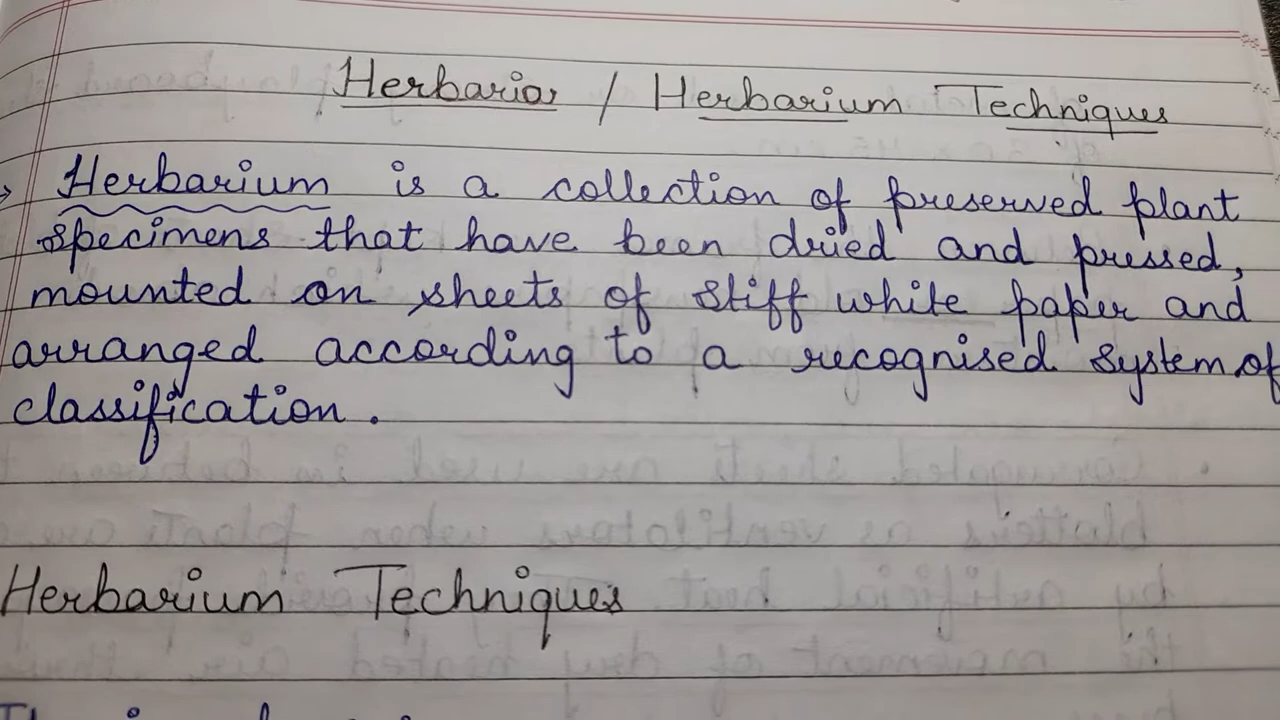 Herbarias / Herbarium Techniques
Herbarium is a collection of preserved plant
specimens that have been dried and pressed,
mounted on sheets of stiff white paper and
arranged according to a recognised system of
classification.
Herbarium Techniques